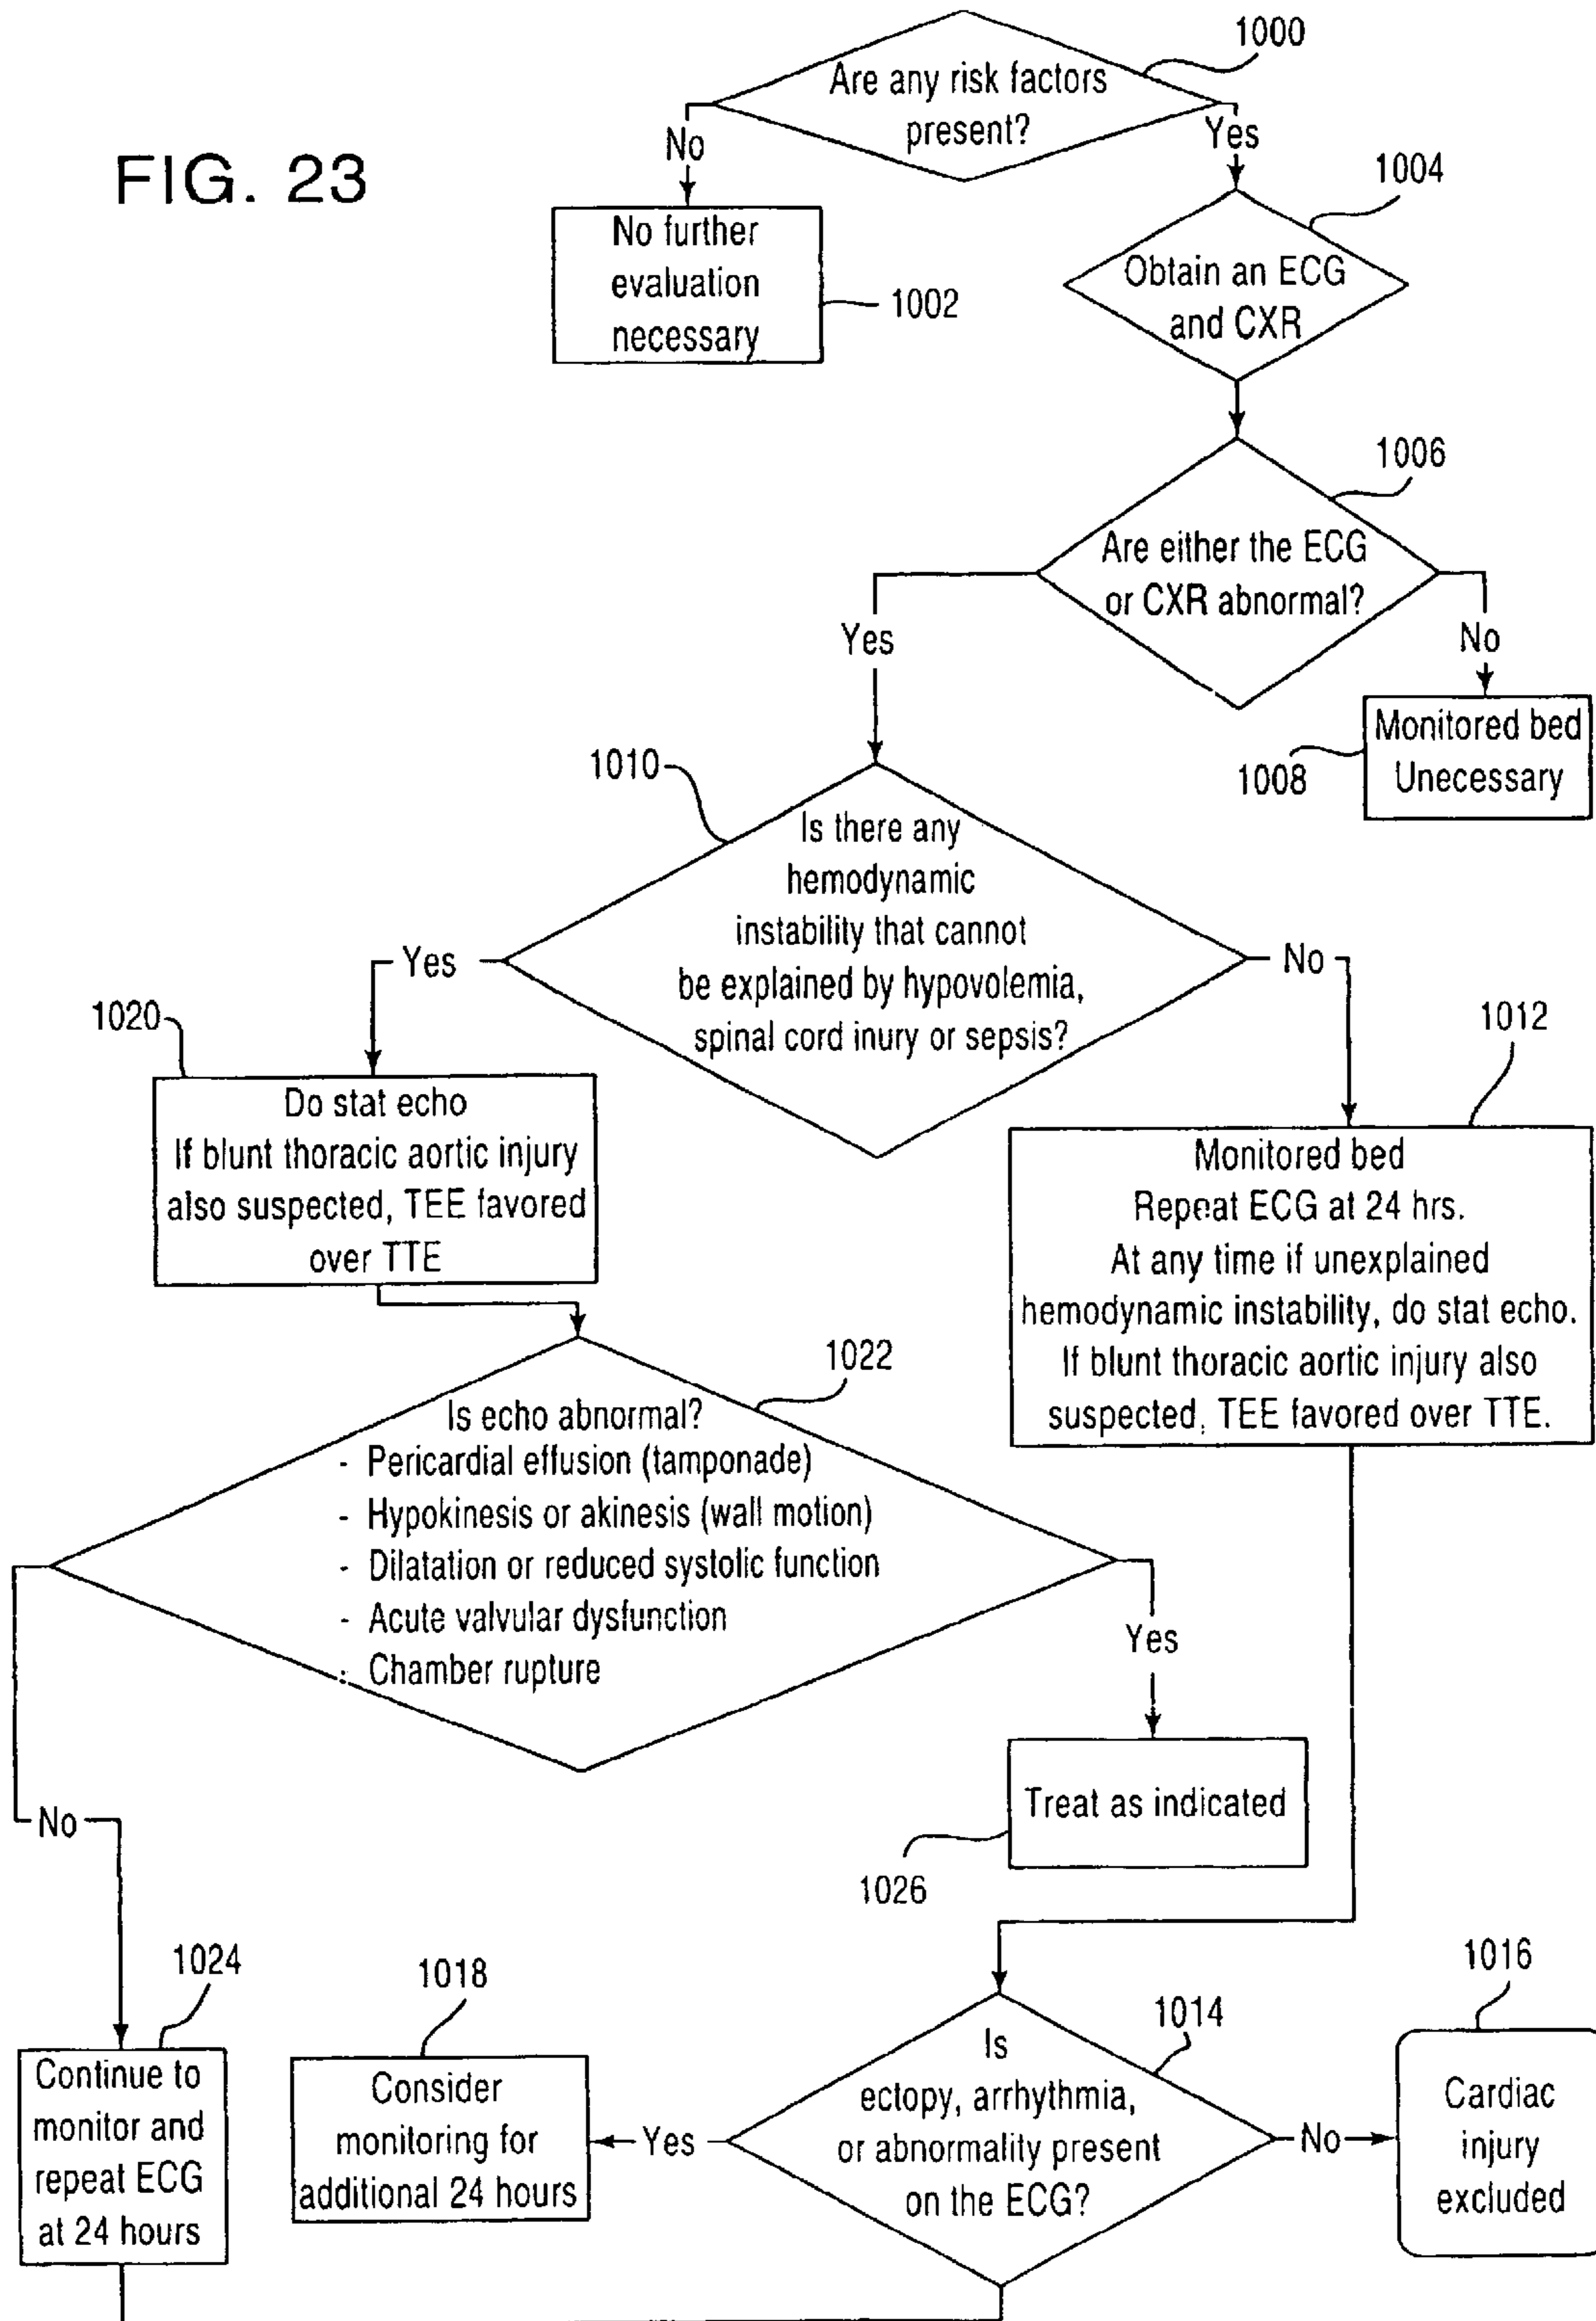 FIG. 23
1000
Are any risk factors
present?
No
Yes
No further
evaluation
necessary
1002
1004
Obtain an ECG
and CXR
1006
Are either the ECG
or CXR abnormal?
Yes
No
Monitored bed
Unecessary
1008
1010
Is there any
hemodynamic
instability that cannot
be explained by hypovolemia,
spinal cord inury or sepsis?
Yes
No
1020
Do stat echo
If blunt thoracic aortic injury
also suspected, TEE favored
over TTE
1012
Monitored bed
Repeat ECG at 24 hrs.
At any time if unexplained
hemodynamic instability, do stat echo.
If blunt thoracic aortic injury also
suspected, TEE favored over TTE.
1022
Is echo abnormal?
- Pericardial effusion (tamponade)
- Hypokinesis or akinesis (wall motion)
- Dilatation or reduced systolic function
- Acute valvular dysfunction
- Chamber rupture
Yes
No
Treat as indicated
1026
1024
Continue to
monitor and
repeat ECG
at 24 hours
1018
Consider
monitoring for
additional 24 hours
Yes
1014
Is
ectopy, arrhythmia,
or abnormality present
on the ECG?
No
1016
Cardiac
injury
excluded